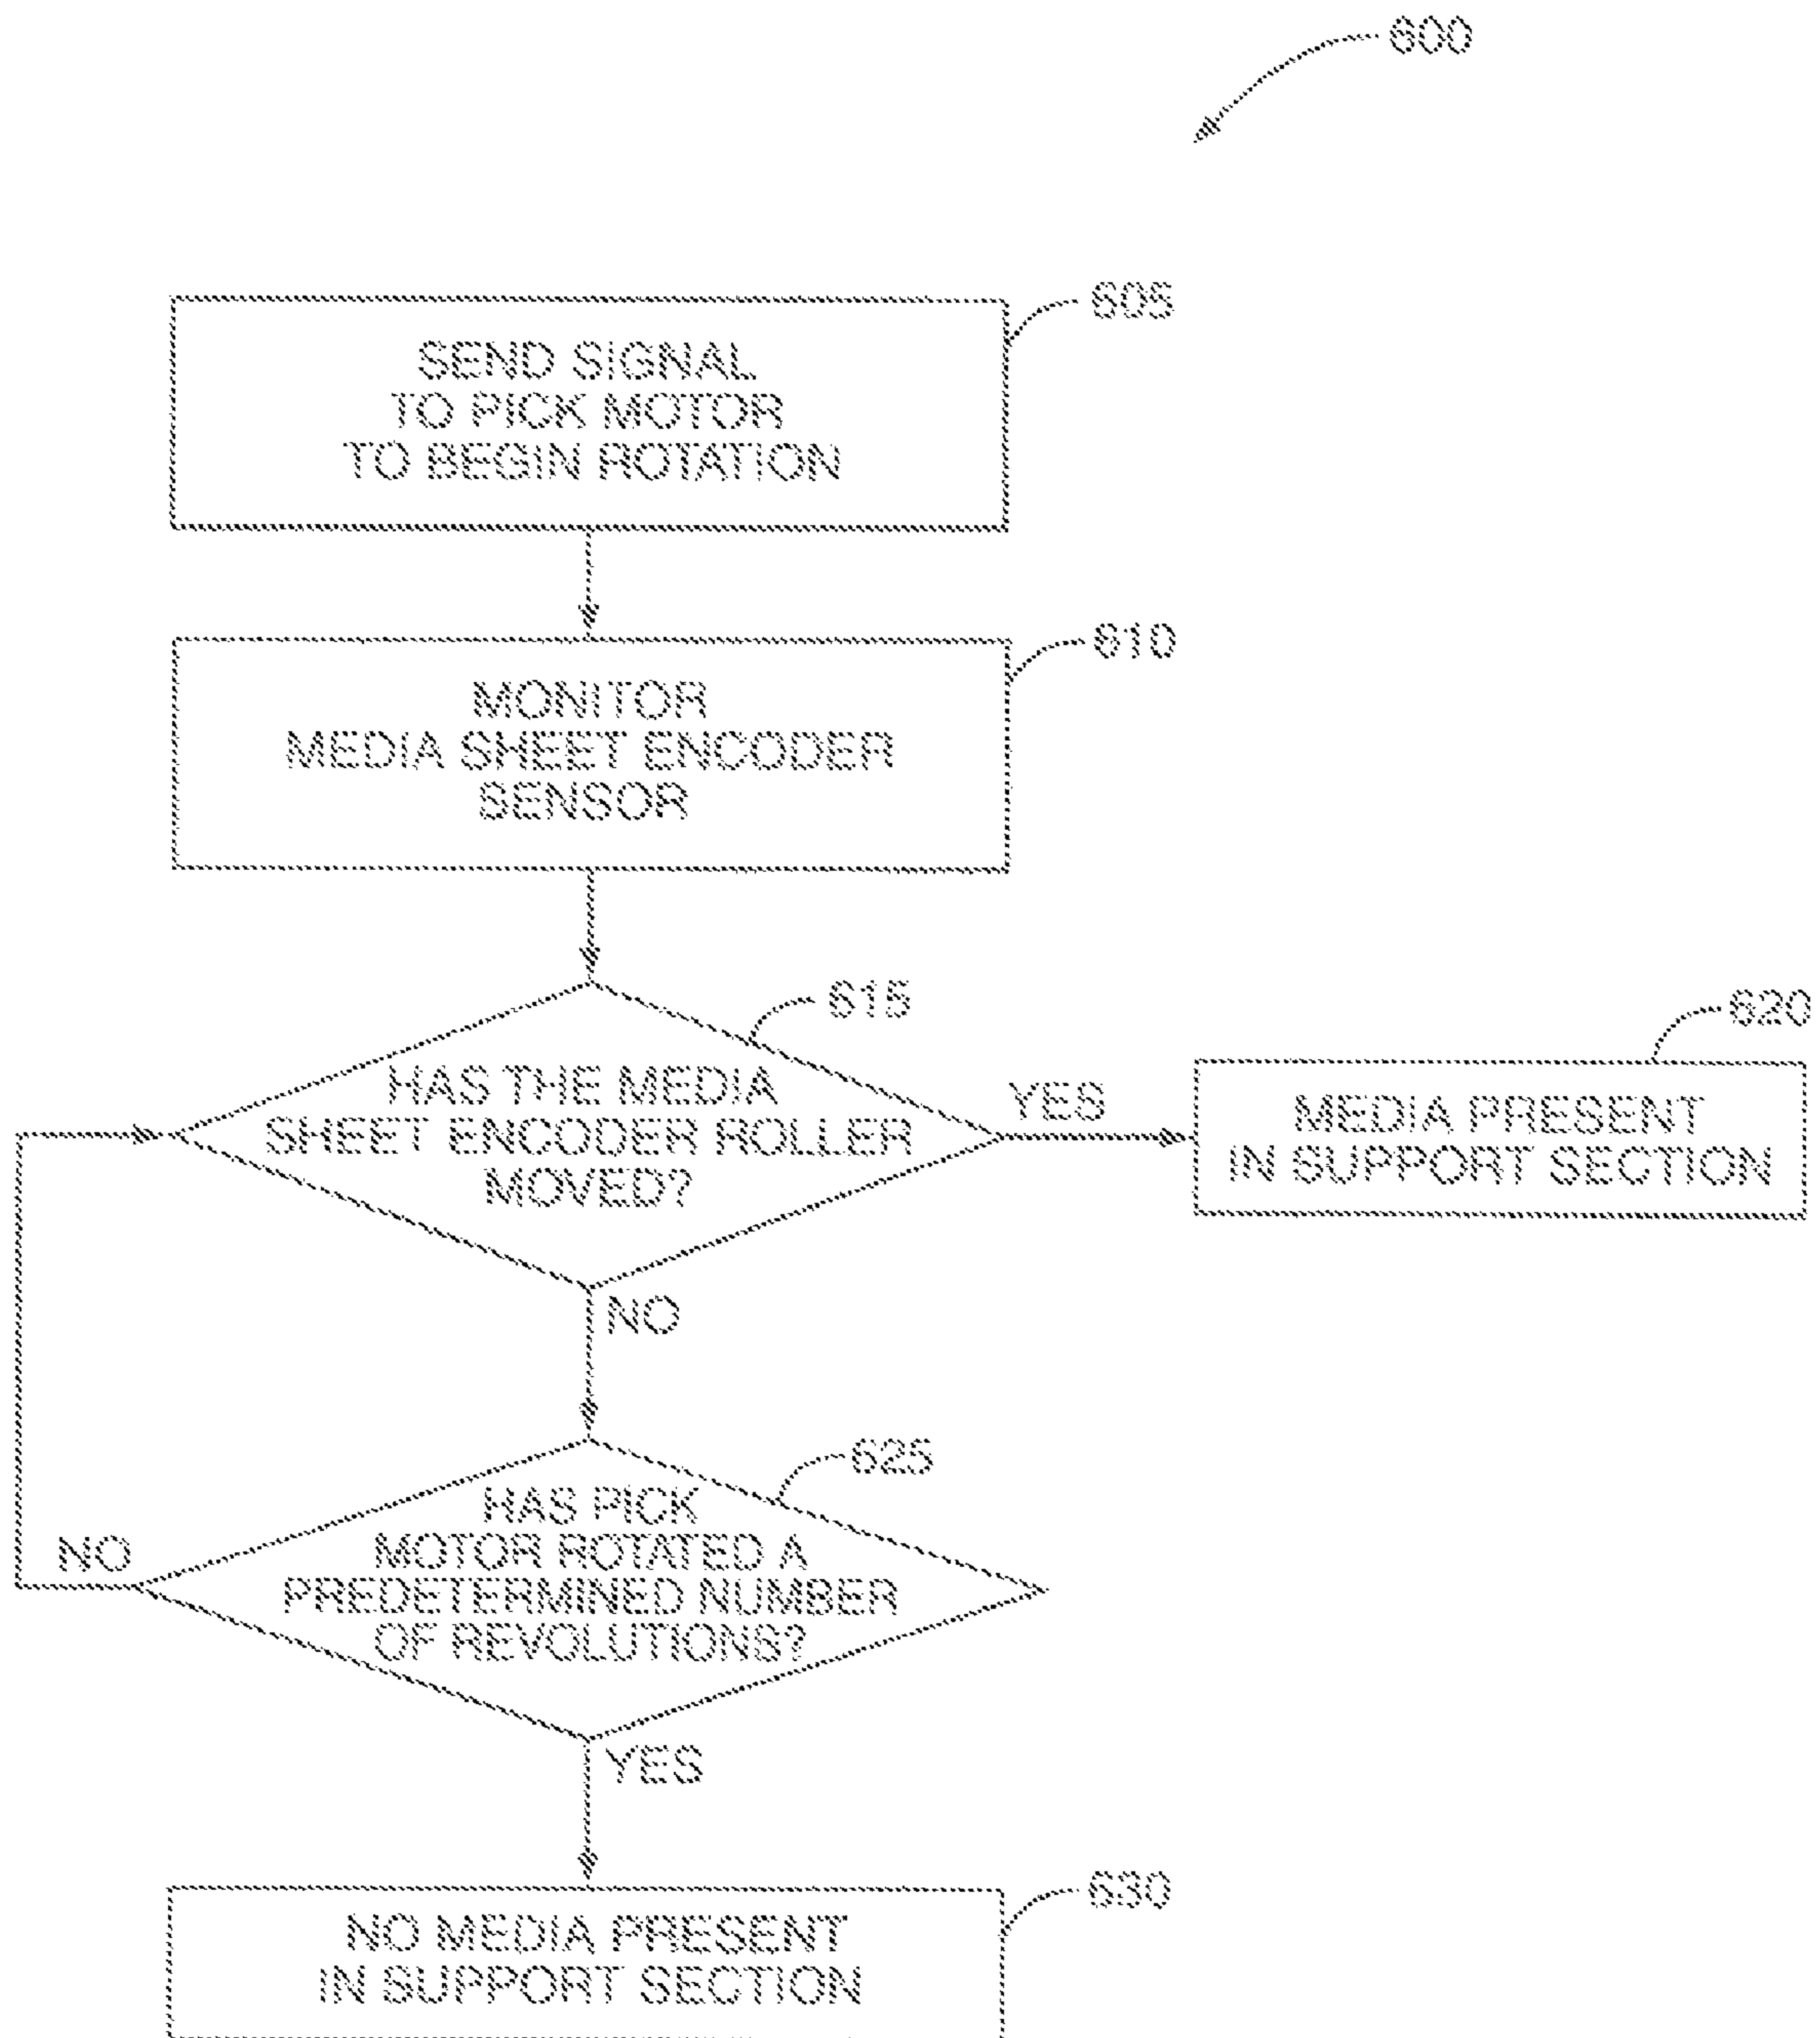 600
605
SEND SIGNAL
TO PICK MOTOR
TO BEGIN ROTATION
610
MONITOR
MEDIA SHEET ENCODER
SENSOR
615
HAS THE MEDIA
SHEET ENCODER ROLLER
MOVED?
YES
620
MEDIA PRESENT
IN SUPPORT SECTION
NO
625
HAS PICK
MOTOR ROTATED A
PREDETERMINED NUMBER
OF REVOLUTIONS?
NO
YES
630
NO MEDIA PRESENT
IN SUPPORT SECTION